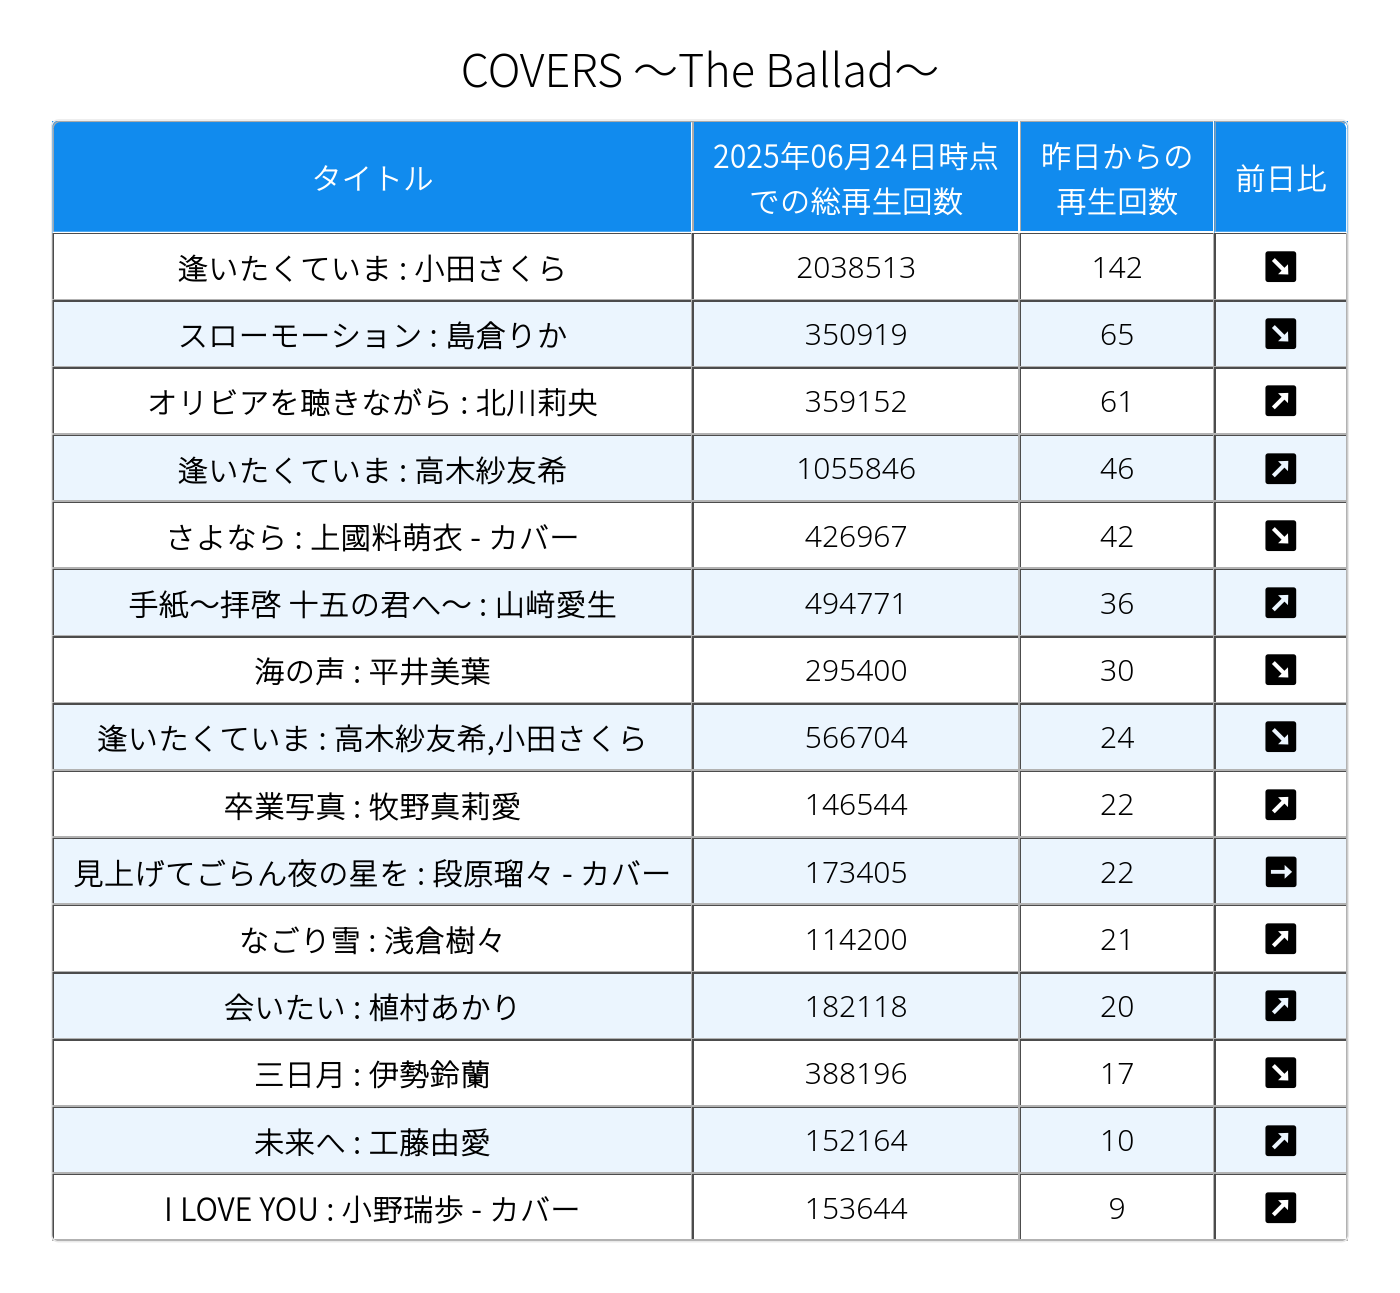 COVERS ～The Ballad～
タイトル 2025年06月24日時点での総再生回数 昨日からの再生回数 前日比
逢いたくていま : 小田さくら 2038513 142 ↘
スローモーション : 島倉りか 350919 65 ↘
オリビアを聴きながら : 北川莉央 359152 61 ↗
逢いたくていま : 高木紗友希 1055846 46 ↗
さよなら : 上國料萌衣 - カバー 426967 42 ↘
手紙～拝啓 十五の君へ～ : 山﨑愛生 494771 36 ↗
海の声 : 平井美葉 295400 30 ↘
逢いたくていま : 高木紗友希,小田さくら 566704 24 ↘
卒業写真 : 牧野真莉愛 146544 22 ↗
見上げてごらん夜の星を : 段原瑠々 - カバー 173405 22 →
なごり雪 : 浅倉樹々 114200 21 ↗
会いたい : 植村あかり 182118 20 ↗
三日月 : 伊勢鈴蘭 388196 17 ↘
未来へ : 工藤由愛 152164 10 ↗
I LOVE YOU : 小野瑞歩 - カバー 153644 9 ↗